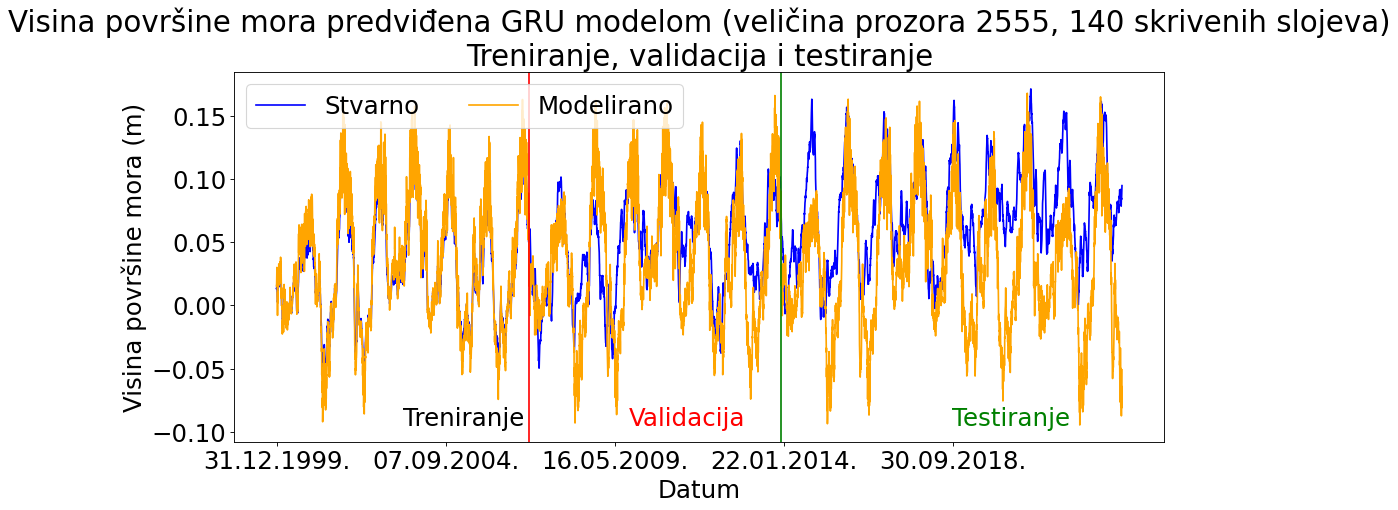 Visina površine mora predviđena GRU modelom (veličina prozora 2555, 140 skrivenih slojeva)
Treniranje, validacija i testiranje
Stvarno
Modelirano
Visina površine mora (m)
0.15
0.10
0.05
0.00
−0.05
−0.10
Treniranje
Validacija
Testiranje
31.12.1999.
07.09.2004.
16.05.2009.
22.01.2014.
30.09.2018.
Datum